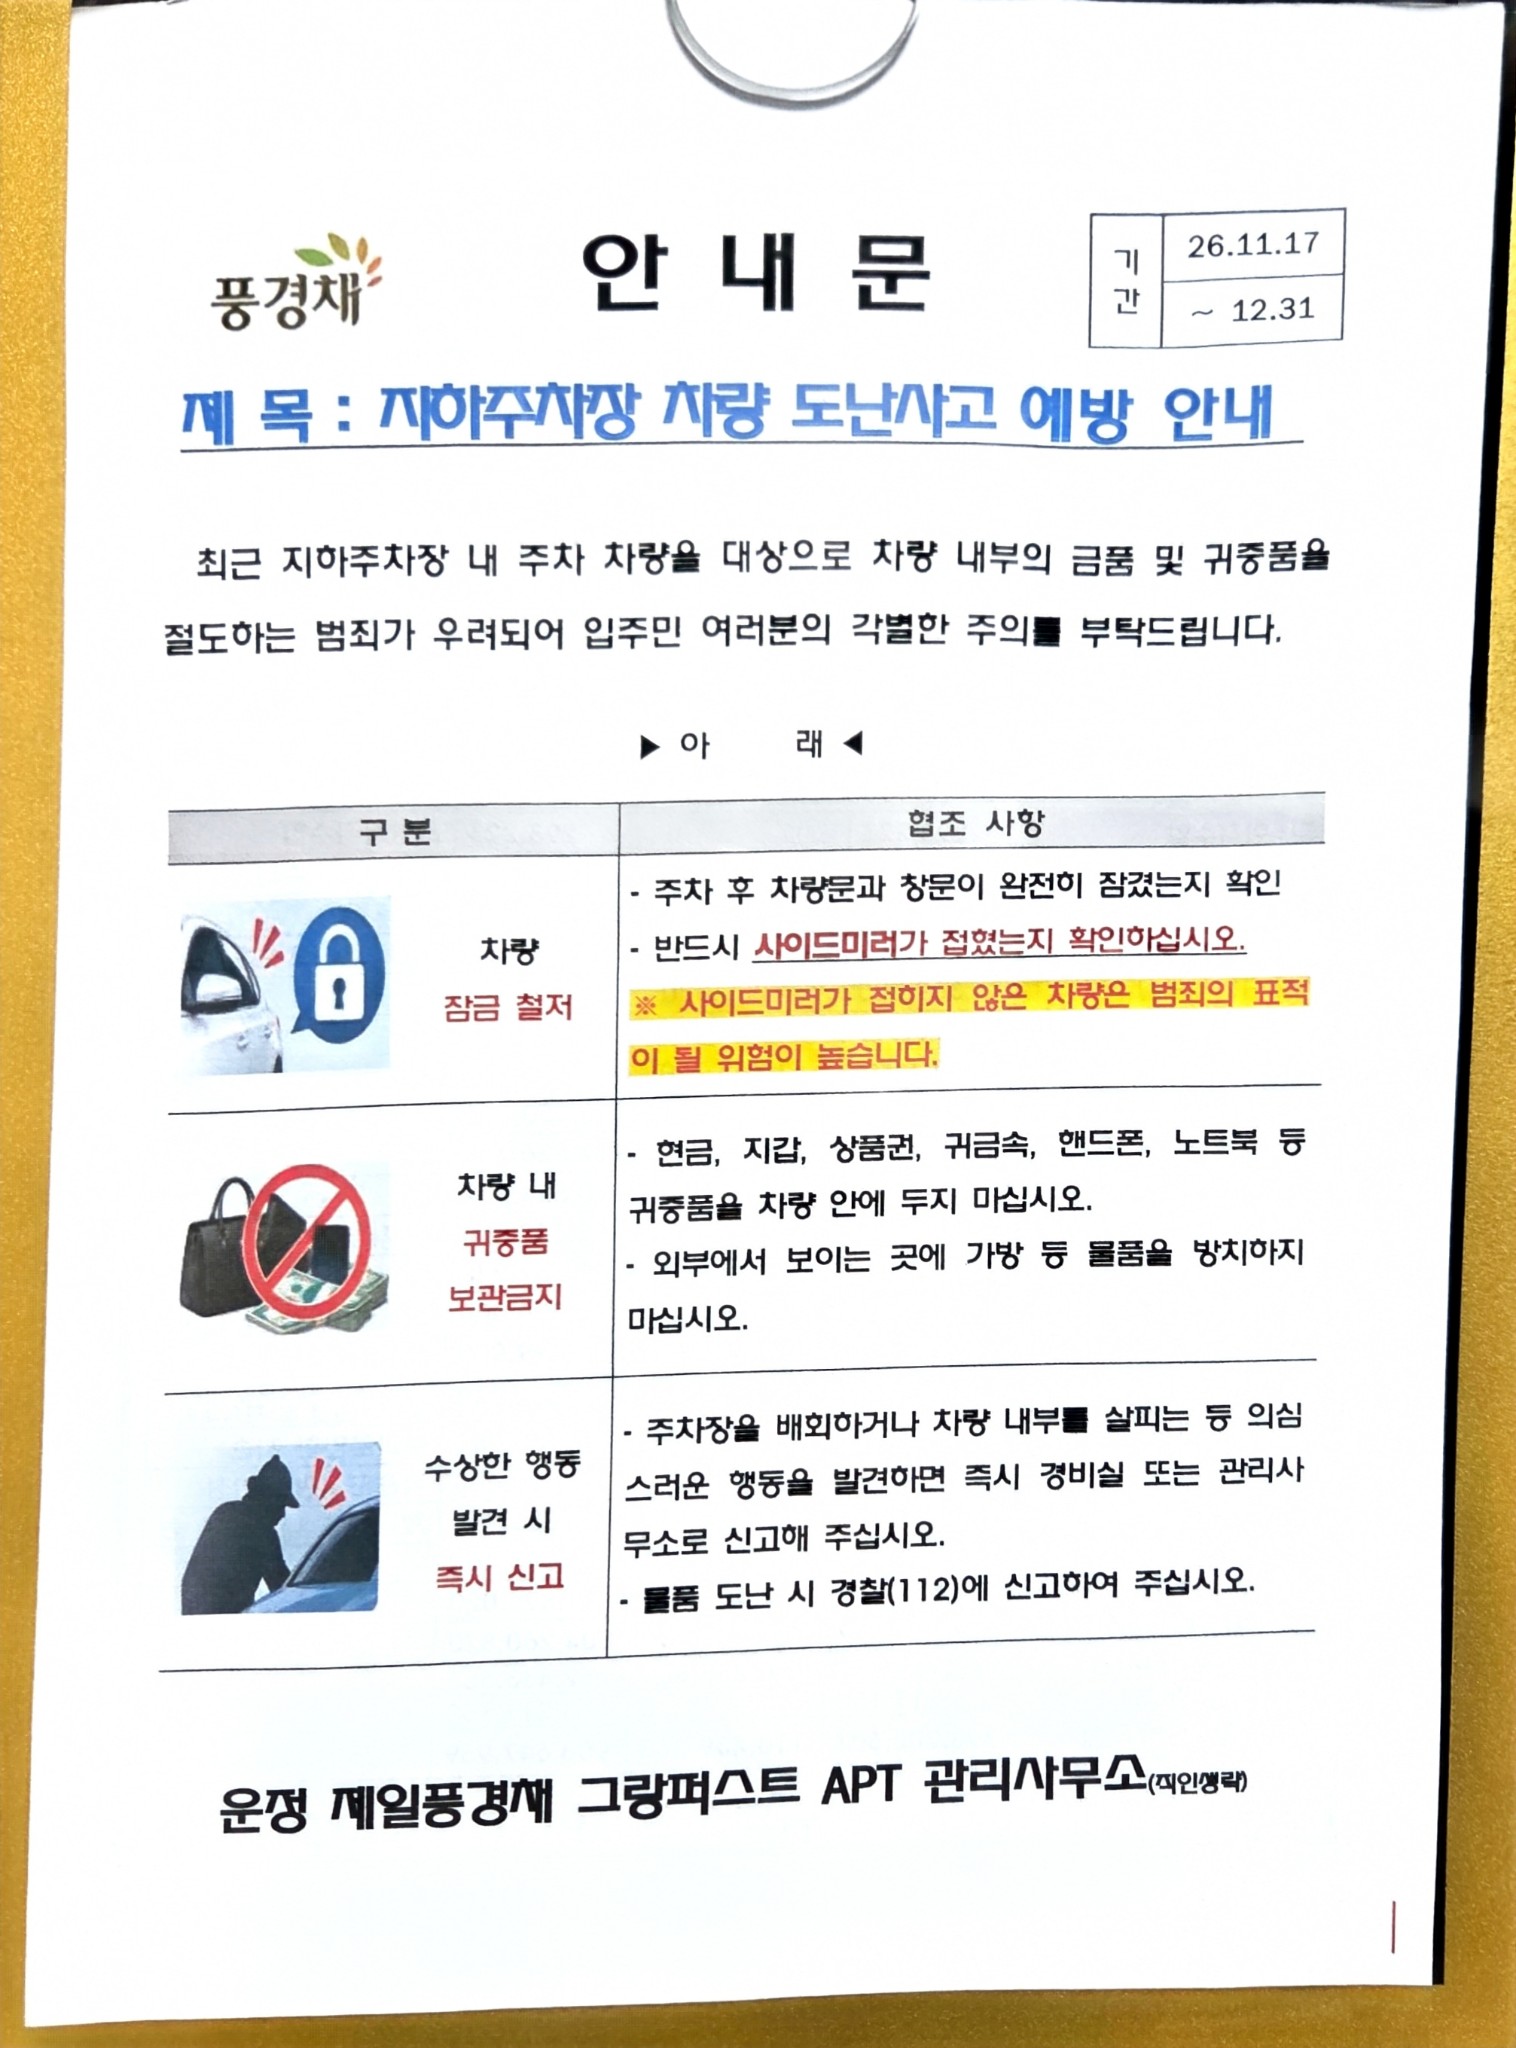 풍경채
안 내 문
기간
26.11.17
~ 12.31
제 목 : 지하주차장 차량 도난사고 예방 안내
최근 지하주차장 내 주차 차량을 대상으로 차량 내부의 금품 및 귀중품을
절도하는 범죄가 우려되어 입주민 여러분의 각별한 주의를 부탁드립니다.
▶ 아 래 ◀
구 분
협조 사항
차량
잠금 철저
- 주차 후 차량문과 창문이 완전히 잠겼는지 확인
- 반드시 사이드미러가 접혔는지 확인하십시오.
※ 사이드미러가 접히지 않은 차량은 범죄의 표적
이 될 위험이 높습니다.
차량 내
귀중품
보관금지
- 현금, 지갑, 상품권, 귀금속, 핸드폰, 노트북 등
귀중품을 차량 안에 두지 마십시오.
- 외부에서 보이는 곳에 가방 등 물품을 방치하지
마십시오.
수상한 행동
발견 시
즉시 신고
- 주차장을 배회하거나 차량 내부를 살피는 등 의심
스러운 행동을 발견하면 즉시 경비실 또는 관리사
무소로 신고해 주십시오.
- 물품 도난 시 경찰(112)에 신고하여 주십시오.
운정 제일풍경채 그랑퍼스트 APT 관리사무소(직인생략)